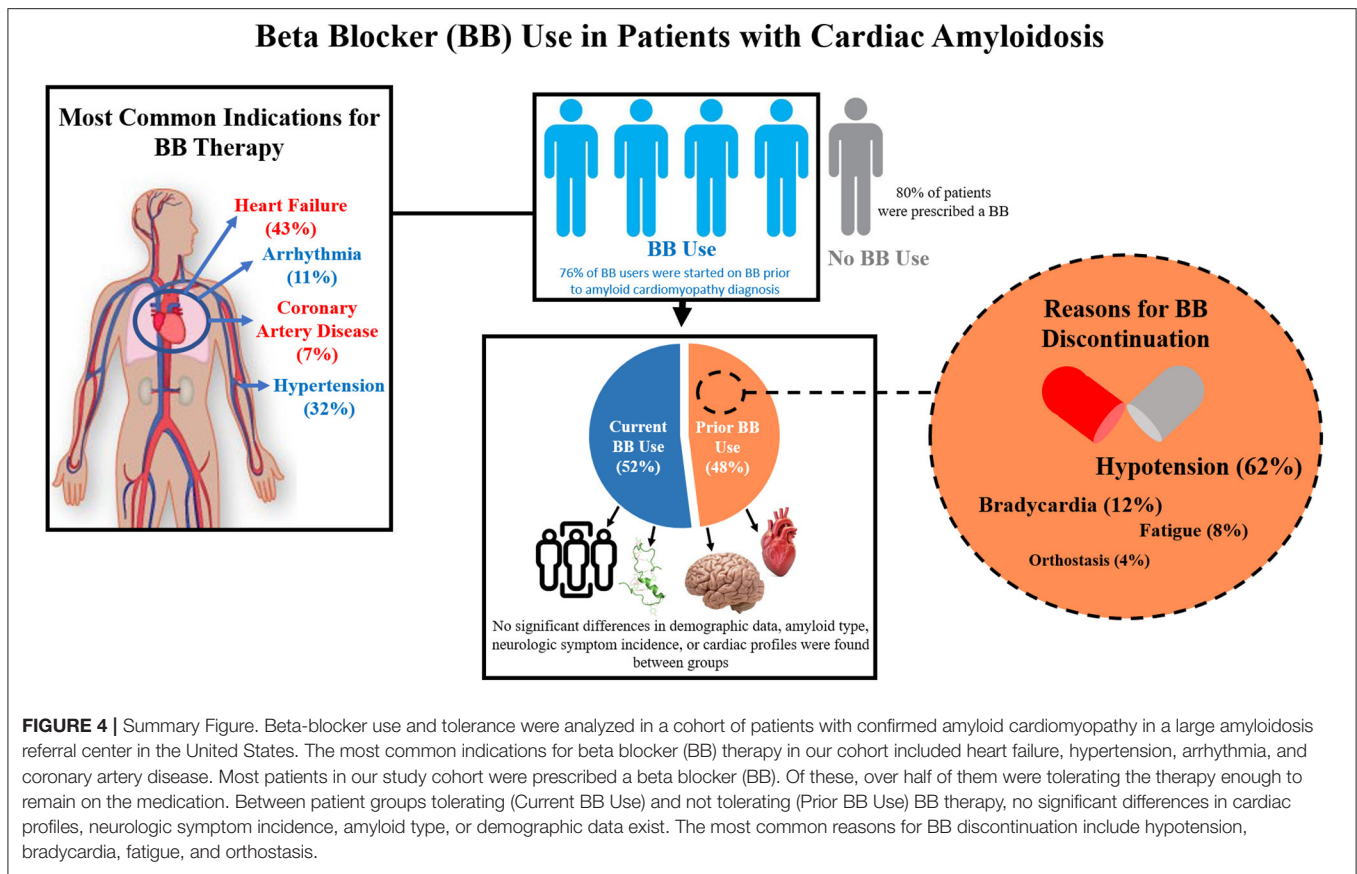 Beta Blocker (BB) Use in Patients with Cardiac Amyloidosis
Most Common Indications for
BB Therapy
Heart Failure
(43%)
Arrhythmia
(11%)
Coronary
Artery Disease
(7%)
Hypertension
(32%)
BB Use
76% of BB users were started on BB prior
to amyloid cardiomyopathy diagnosis
80% of patients
were prescribed a BB
No BB Use
Current
BB Use
(52%)
Prior BB
Use
(48%)
No significant differences in demographic data, amyloid type,
neurologic symptom incidence, or cardiac profiles were found
between groups
Reasons for BB
Discontinuation
Hypotension (62%)
Bradycardia (12%)
Fatigue (8%)
Orthostasis (4%)
FIGURE 4 | Summary Figure. Beta-blocker use and tolerance were analyzed in a cohort of patients with confirmed amyloid cardiomyopathy in a large amyloidosis
referral center in the United States. The most common indications for beta blocker (BB) therapy in our cohort included heart failure, hypertension, arrhythmia, and
coronary artery disease. Most patients in our study cohort were prescribed a beta blocker (BB). Of these, over half of them were tolerating the therapy enough to
remain on the medication. Between patient groups tolerating (Current BB Use) and not tolerating (Prior BB Use) BB therapy, no significant differences in cardiac
profiles, neurologic symptom incidence, amyloid type, or demographic data exist. The most common reasons for BB discontinuation include hypotension,
bradycardia, fatigue, and orthostasis.